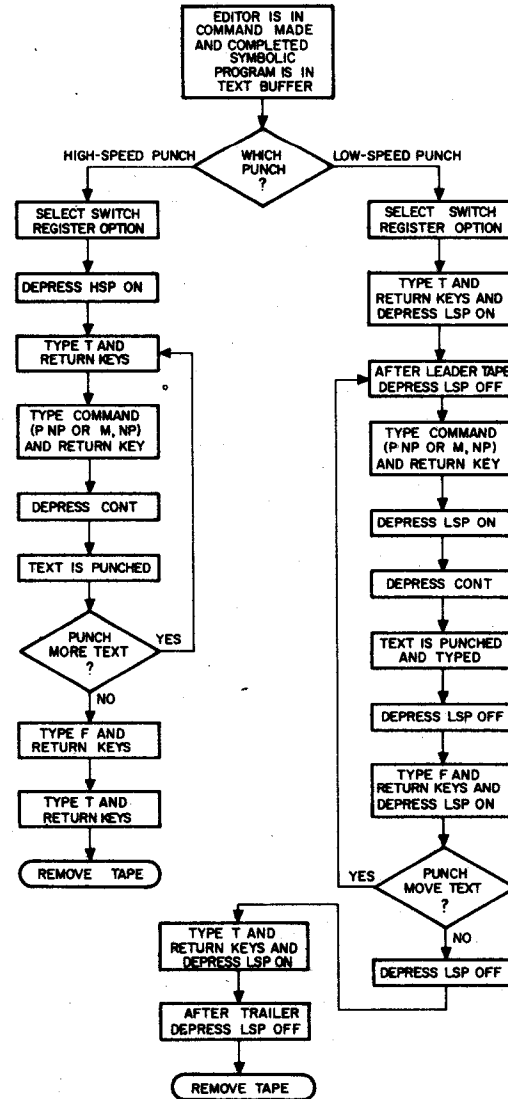 EDITOR IS IN
COMMAND MADE
AND COMPLETED
SYMBOLIC
PROGRAM IS IN
TEXT BUFFER
HIGH-SPEED PUNCH
WHICH
PUNCH
?
LOW-SPEED PUNCH
SELECT SWITCH
REGISTER OPTION
DEPRESS HSP ON
TYPE T AND
RETURN KEYS
TYPE COMMAND
(P NP OR M, NP)
AND RETURN KEY
DEPRESS CONT
TEXT IS PUNCHED
PUNCH
MORE TEXT
?
YES
NO
TYPE F AND
RETURN KEYS
TYPE T AND
RETURN KEYS
REMOVE TAPE
SELECT SWITCH
REGISTER OPTION
TYPE T AND
RETURN KEYS AND
DEPRESS LSP ON
AFTER LEADER TAPE
DEPRESS LSP OFF
TYPE COMMAND
(P NP OR M, NP)
AND RETURN KEY
DEPRESS LSP ON
DEPRESS CONT
TEXT IS PUNCHED
AND TYPED
DEPRESS LSP OFF
TYPE F AND
RETURN KEYS AND
DEPRESS LSP ON
YES
PUNCH
MOVE TEXT
?
NO
DEPRESS LSP OFF
TYPE T AND
RETURN KEYS AND
DEPRESS LSP ON
AFTER TRAILER
DEPRESS LSP OFF
REMOVE TAPE